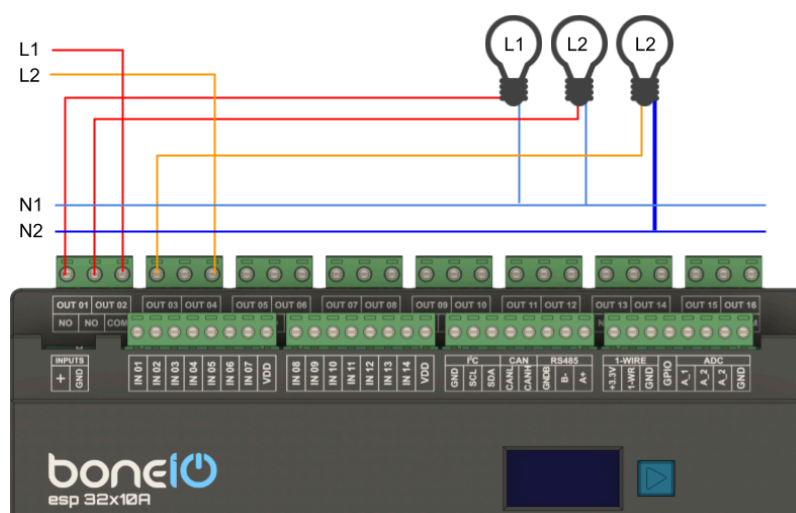 L1 L2 L2
L1
L2
N1
N2
OUT 01 OUT 02 OUT 03 OUT 04 OUT 05 OUT 06 OUT 07 OUT 08 OUT 09 OUT 10 OUT 11 OUT 12 OUT 13 OUT 14 OUT 15 OUT 16
NO NO COM
INPUTS
+ GND
IN 01 IN 02 IN 03 IN 04 IN 05 IN 06 IN 07 VDD
IN 08 IN 09 IN 10 IN 11 IN 12 IN 13 IN 14 VDD
I²C CAN RS485
GND SCL SDA CANL CANH GNDB B- A+
1-WIRE ADC
+3.3V 1-WR GND GPIO A_1 A_2 A_2 GND
boneIO
esp 32x10A